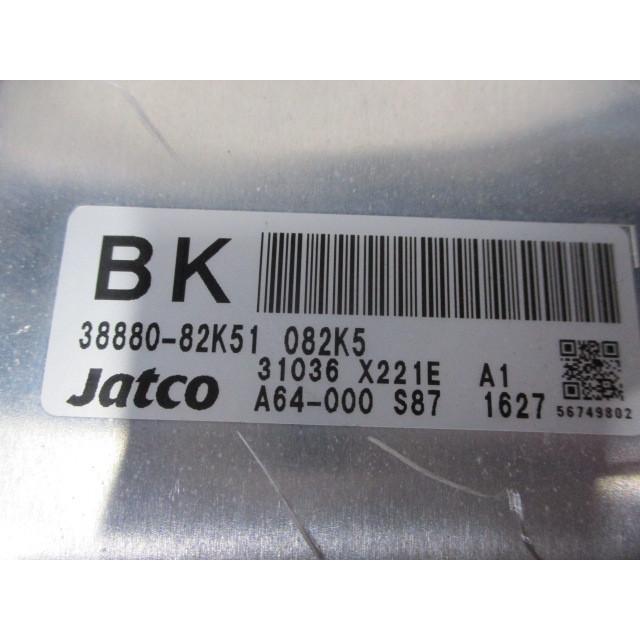 BK
38880-82K51 082K5
31036 X221E A1
Jatco A64-000 S87 1627
56749802